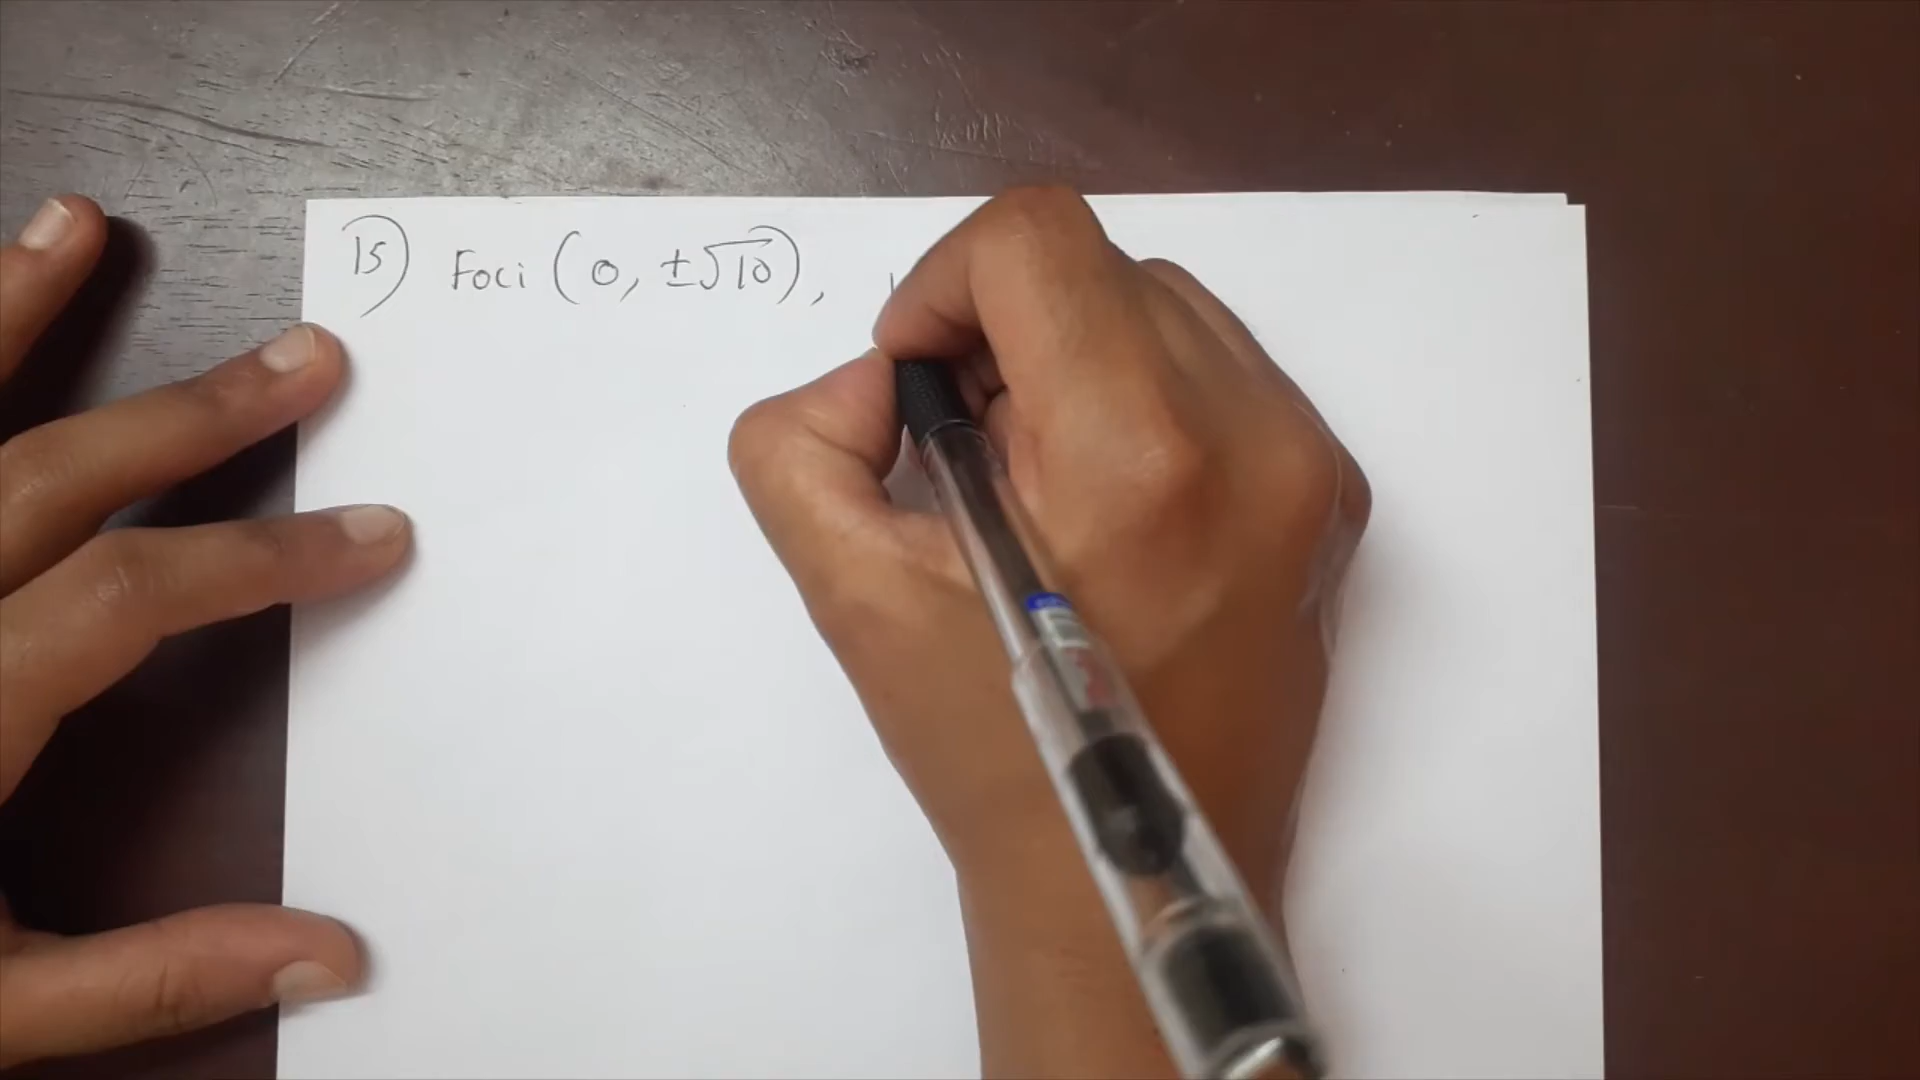 15) Foci (0, ±√10),